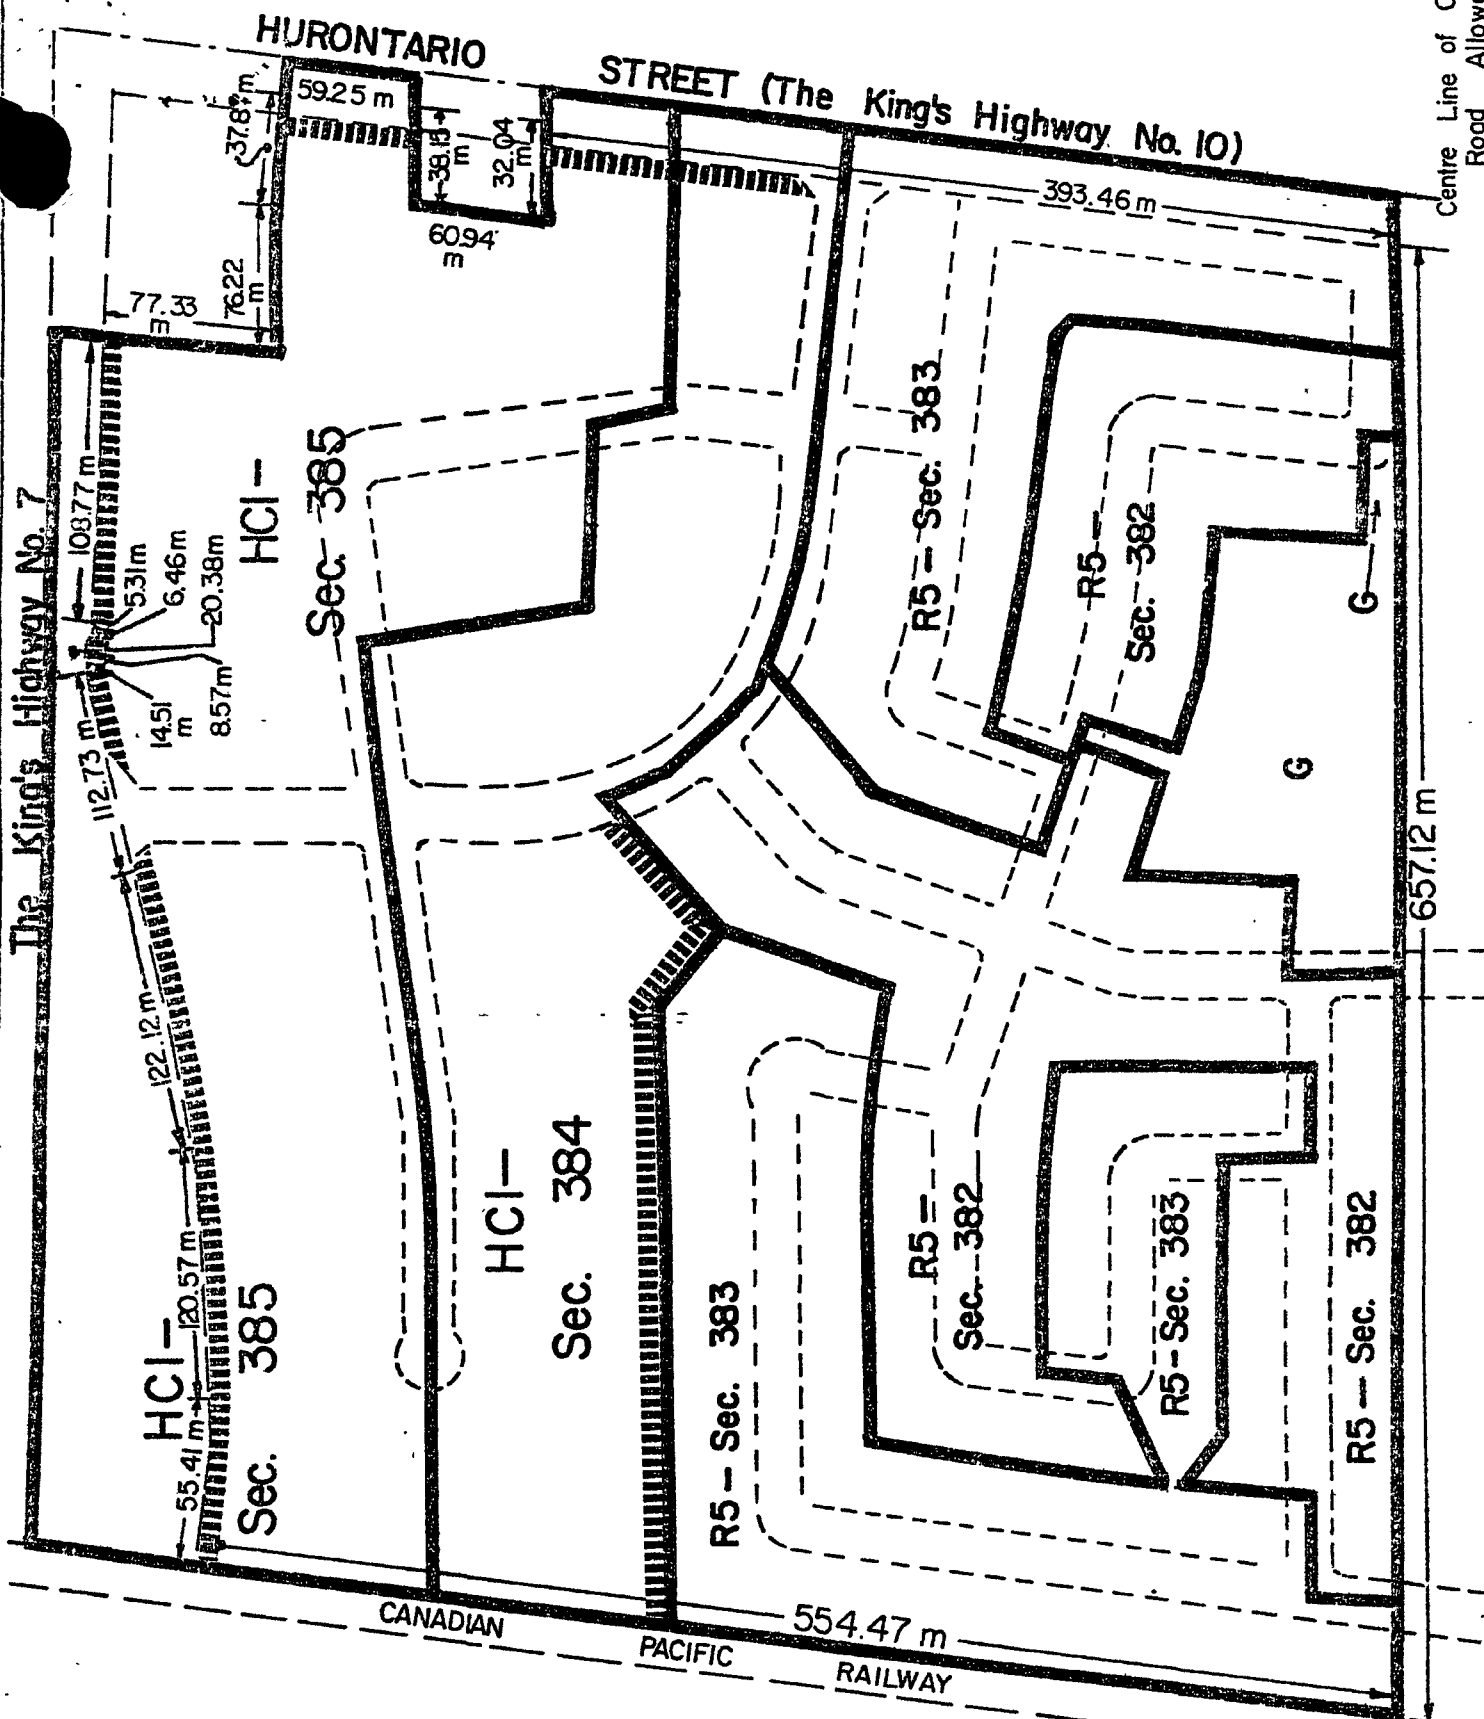 HURONTARIO STREET (The King's Highway No. 10)
Centre Line of
Road
59.25 m
37.8 m
38.15 m
32.04 m
60.94 m
393.46 m
76.22 m
77.33 m
The King's Highway No. 7
108.77 m
5.31m
6.46m
20.38m
8.57m
14.51 m
112.73 m
122.12 m
120.57 m
55.41 m
HCI-
Sec. 385
R5-Sec. 383
R5-
Sec. 382
G
G
657.12 m
HCI-
Sec. 384
HCI-
Sec. 385
R5-Sec. 383
R5-
Sec. 382
R5-Sec. 383
R5-Sec. 382
554.47 m
CANADIAN PACIFIC RAILWAY